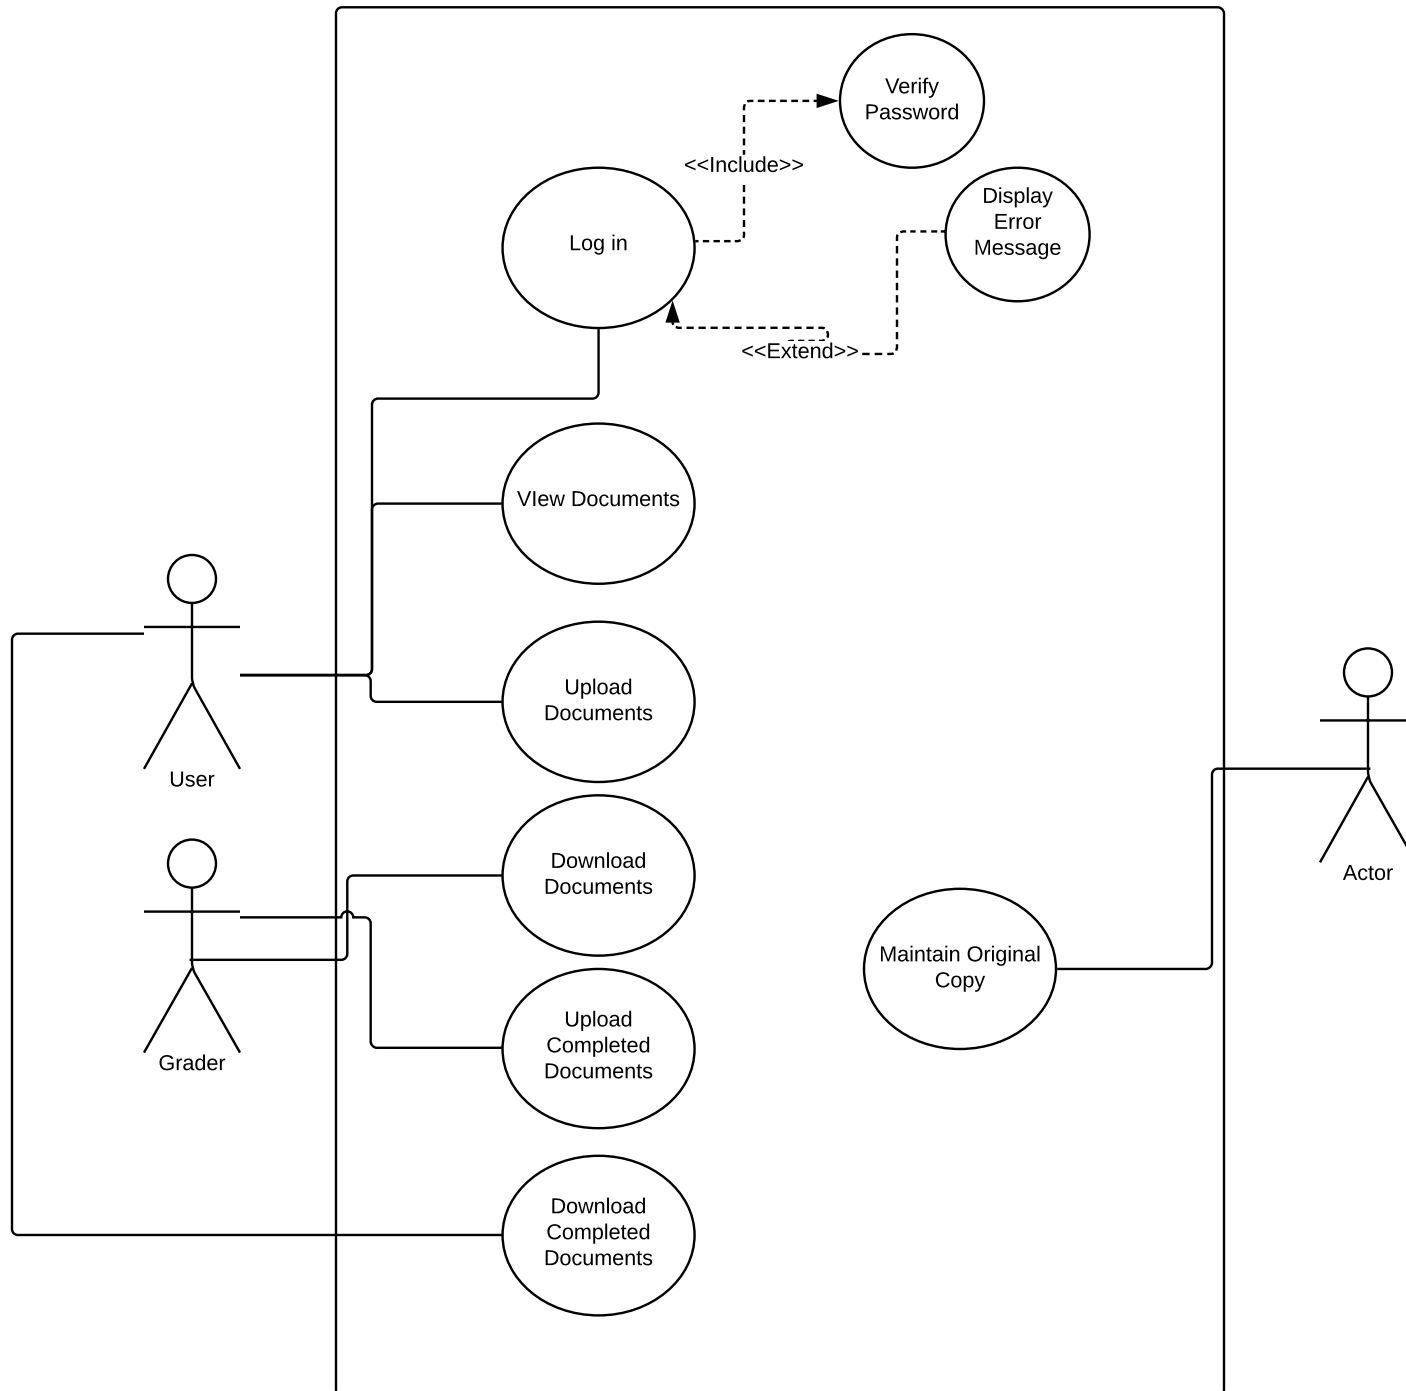 Verify
Password
<<Include>>
Display
Error
Message
Log in
<<Extend>>
VIew Documents
Upload
Documents
User
Download
Documents
Actor
Maintain Original
Copy
Upload
Completed
Documents
Grader
Download
Completed
Documents